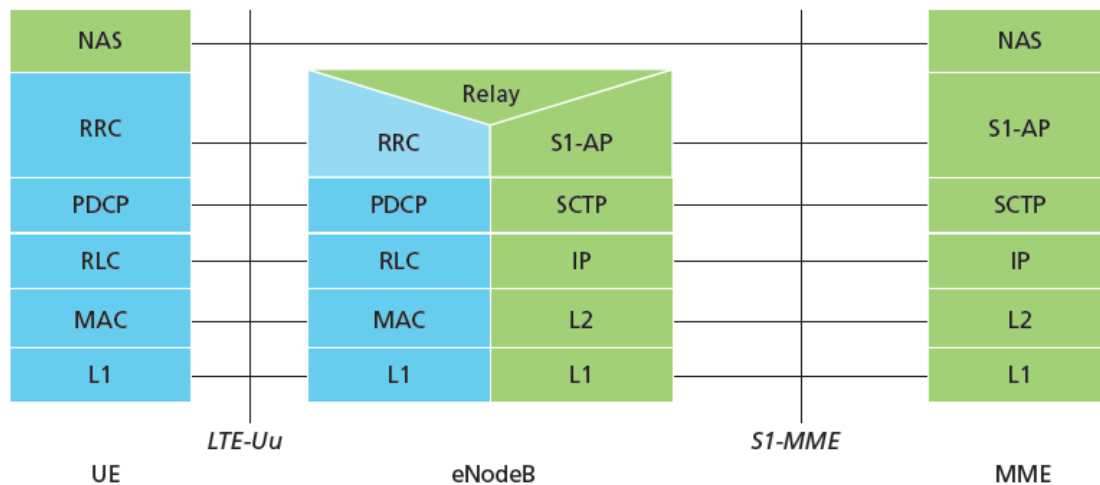 NAS NAS
Relay
RRC RRC S1-AP S1-AP
PDCP PDCP SCTP SCTP
RLC RLC IP IP
MAC MAC L2 L2
L1 L1 L1 L1
LTE-Uu S1-MME
UE eNodeB MME